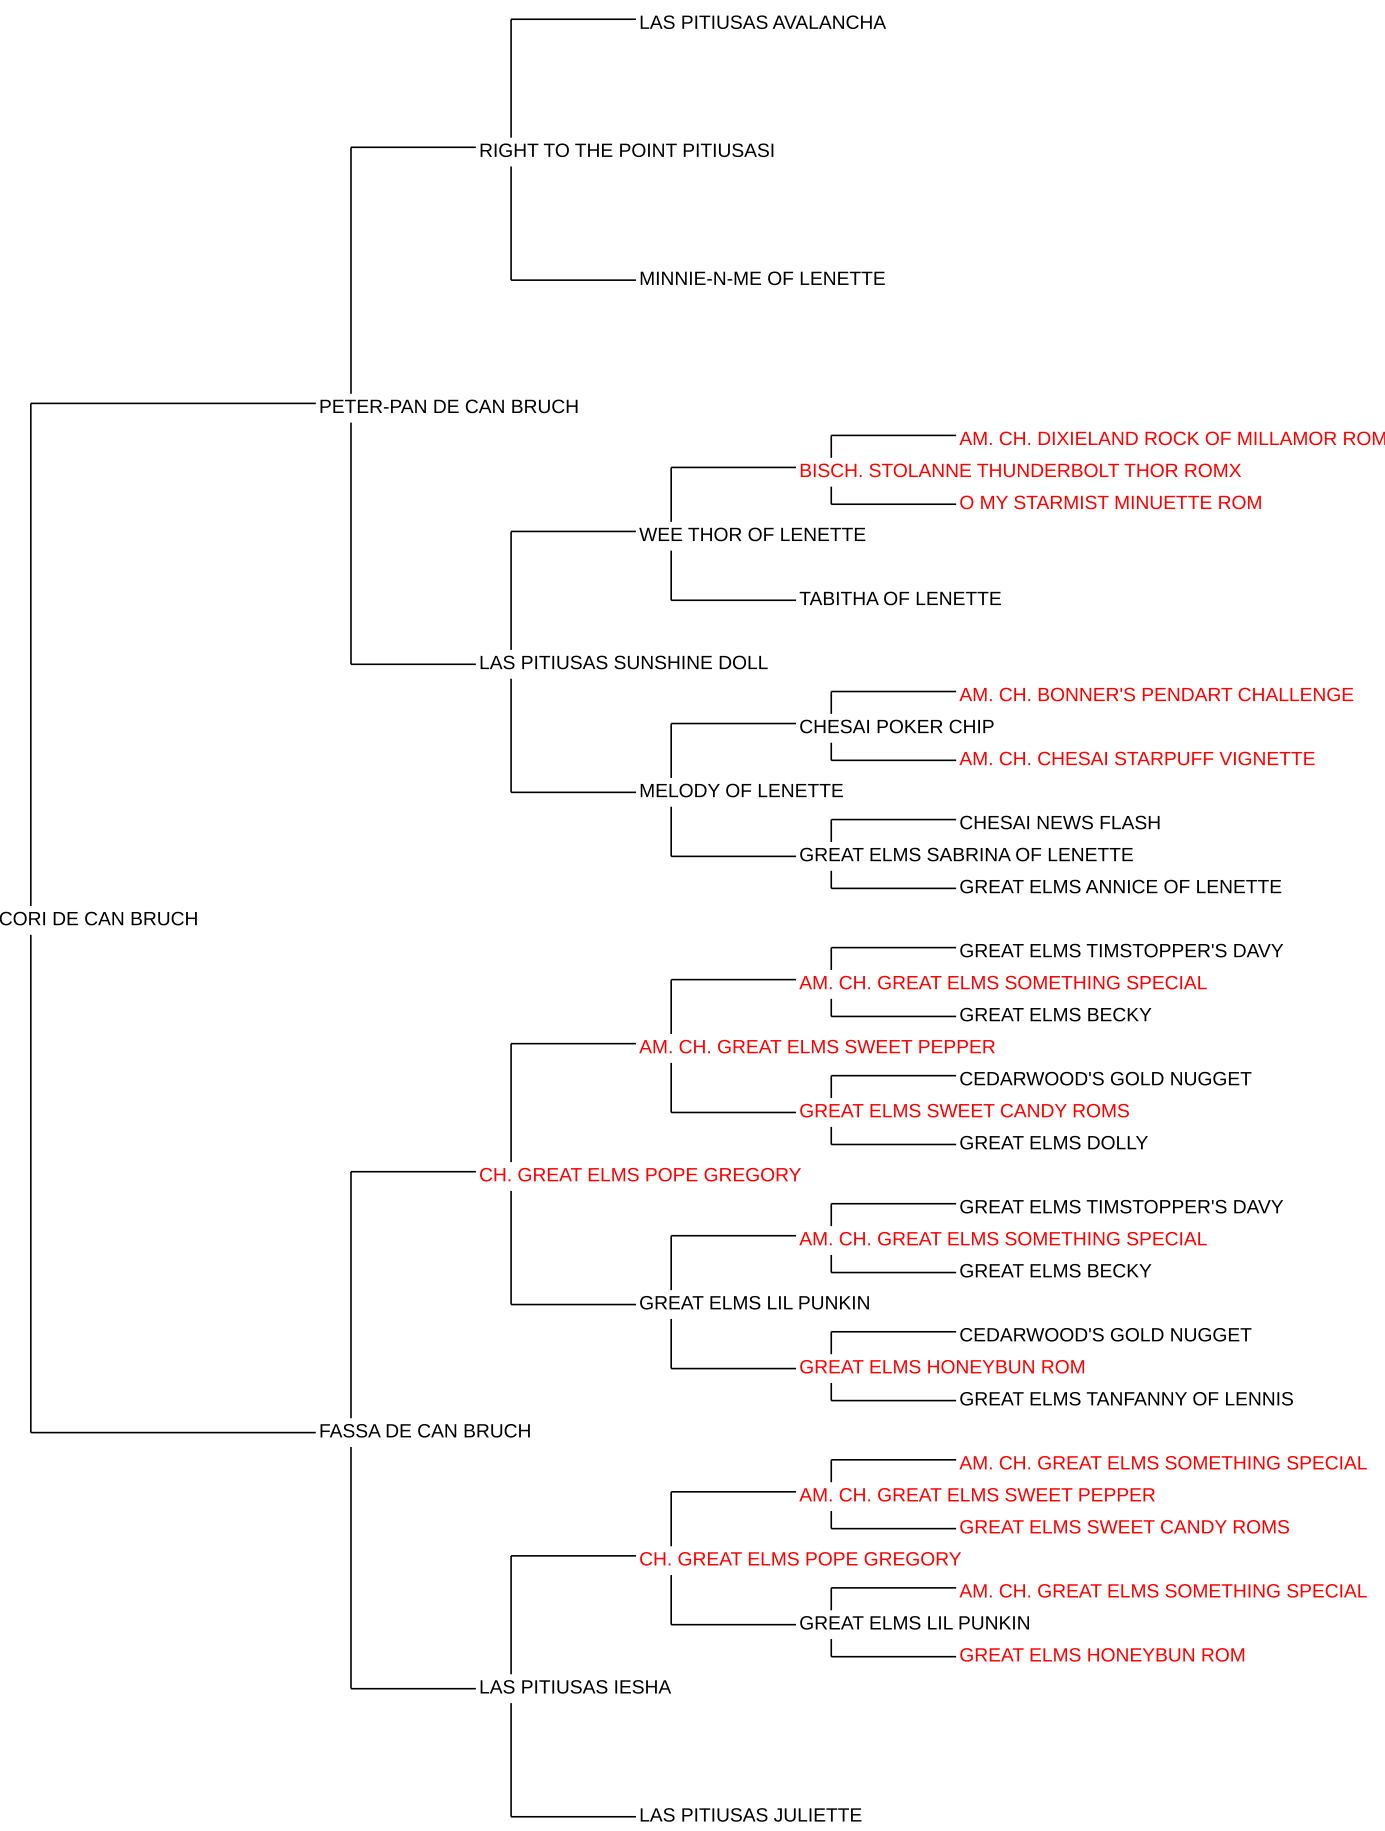 LAS PITIUSAS AVALANCHA
RIGHT TO THE POINT PITIUSASI
MINNIE-N-ME OF LENETTE
PETER-PAN DE CAN BRUCH
AM. CH. DIXIELAND ROCK OF MILLAMOR ROM
BISCH. STOLANNE THUNDERBOLT THOR ROMX
O MY STARMIST MINUETTE ROM
WEE THOR OF LENETTE
TABITHA OF LENETTE
LAS PITIUSAS SUNSHINE DOLL
AM. CH. BONNER'S PENDART CHALLENGE
CHESAI POKER CHIP
AM. CH. CHESAI STARPUFF VIGNETTE
MELODY OF LENETTE
CHESAI NEWS FLASH
GREAT ELMS SABRINA OF LENETTE
GREAT ELMS ANNICE OF LENETTE
CORI DE CAN BRUCH
GREAT ELMS TIMSTOPPER'S DAVY
AM. CH. GREAT ELMS SOMETHING SPECIAL
GREAT ELMS BECKY
AM. CH. GREAT ELMS SWEET PEPPER
CEDARWOOD'S GOLD NUGGET
GREAT ELMS SWEET CANDY ROMS
GREAT ELMS DOLLY
CH. GREAT ELMS POPE GREGORY
GREAT ELMS TIMSTOPPER'S DAVY
AM. CH. GREAT ELMS SOMETHING SPECIAL
GREAT ELMS BECKY
GREAT ELMS LIL PUNKIN
CEDARWOOD'S GOLD NUGGET
GREAT ELMS HONEYBUN ROM
GREAT ELMS TANFANNY OF LENNIS
FASSA DE CAN BRUCH
AM. CH. GREAT ELMS SOMETHING SPECIAL
AM. CH. GREAT ELMS SWEET PEPPER
GREAT ELMS SWEET CANDY ROMS
CH. GREAT ELMS POPE GREGORY
AM. CH. GREAT ELMS SOMETHING SPECIAL
GREAT ELMS LIL PUNKIN
GREAT ELMS HONEYBUN ROM
LAS PITIUSAS IESHA
LAS PITIUSAS JULIETTE